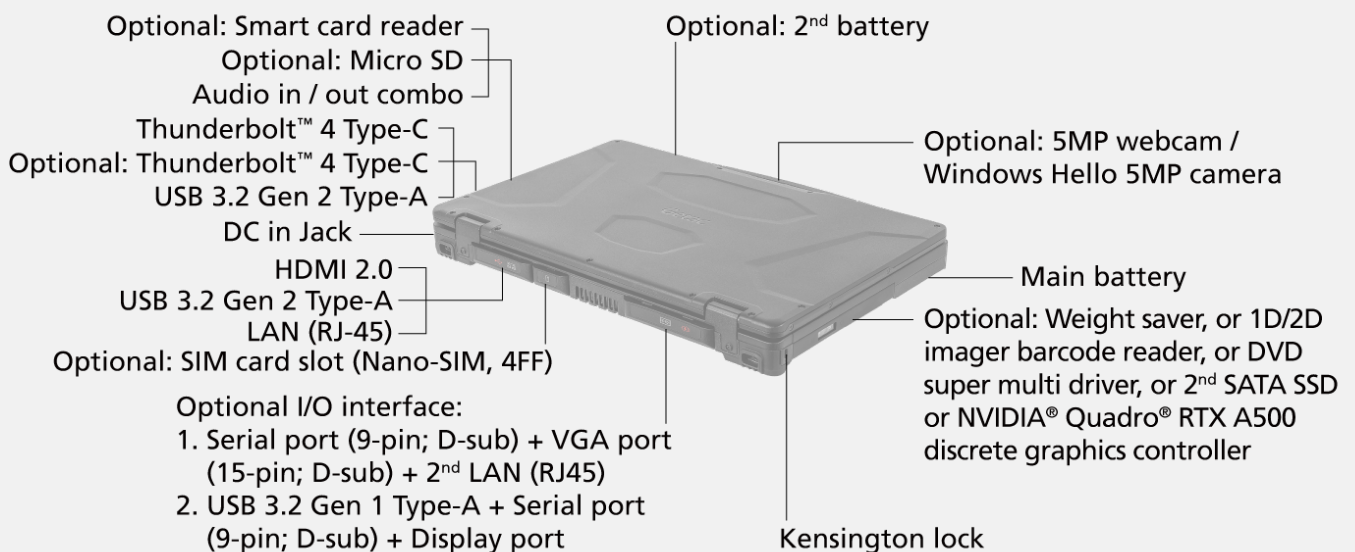 Optional: Smart card reader
Optional: Micro SD
Audio in / out combo
Thunderbolt™ 4 Type-C
Optional: Thunderbolt™ 4 Type-C
USB 3.2 Gen 2 Type-A
DC in Jack
HDMI 2.0
USB 3.2 Gen 2 Type-A
LAN (RJ-45)
Optional: SIM card slot (Nano-SIM, 4FF)
Optional I/O interface:
1. Serial port (9-pin; D-sub) + VGA port
(15-pin; D-sub) + 2nd LAN (RJ45)
2. USB 3.2 Gen 1 Type-A + Serial port
(9-pin; D-sub) + Display port
Optional: 2nd battery
Optional: 5MP webcam /
Windows Hello 5MP camera
Main battery
Optional: Weight saver, or 1D/2D
imager barcode reader, or DVD
super multi driver, or 2nd SATA SSD
or NVIDIA® Quadro® RTX A500
discrete graphics controller
Kensington lock
Getac